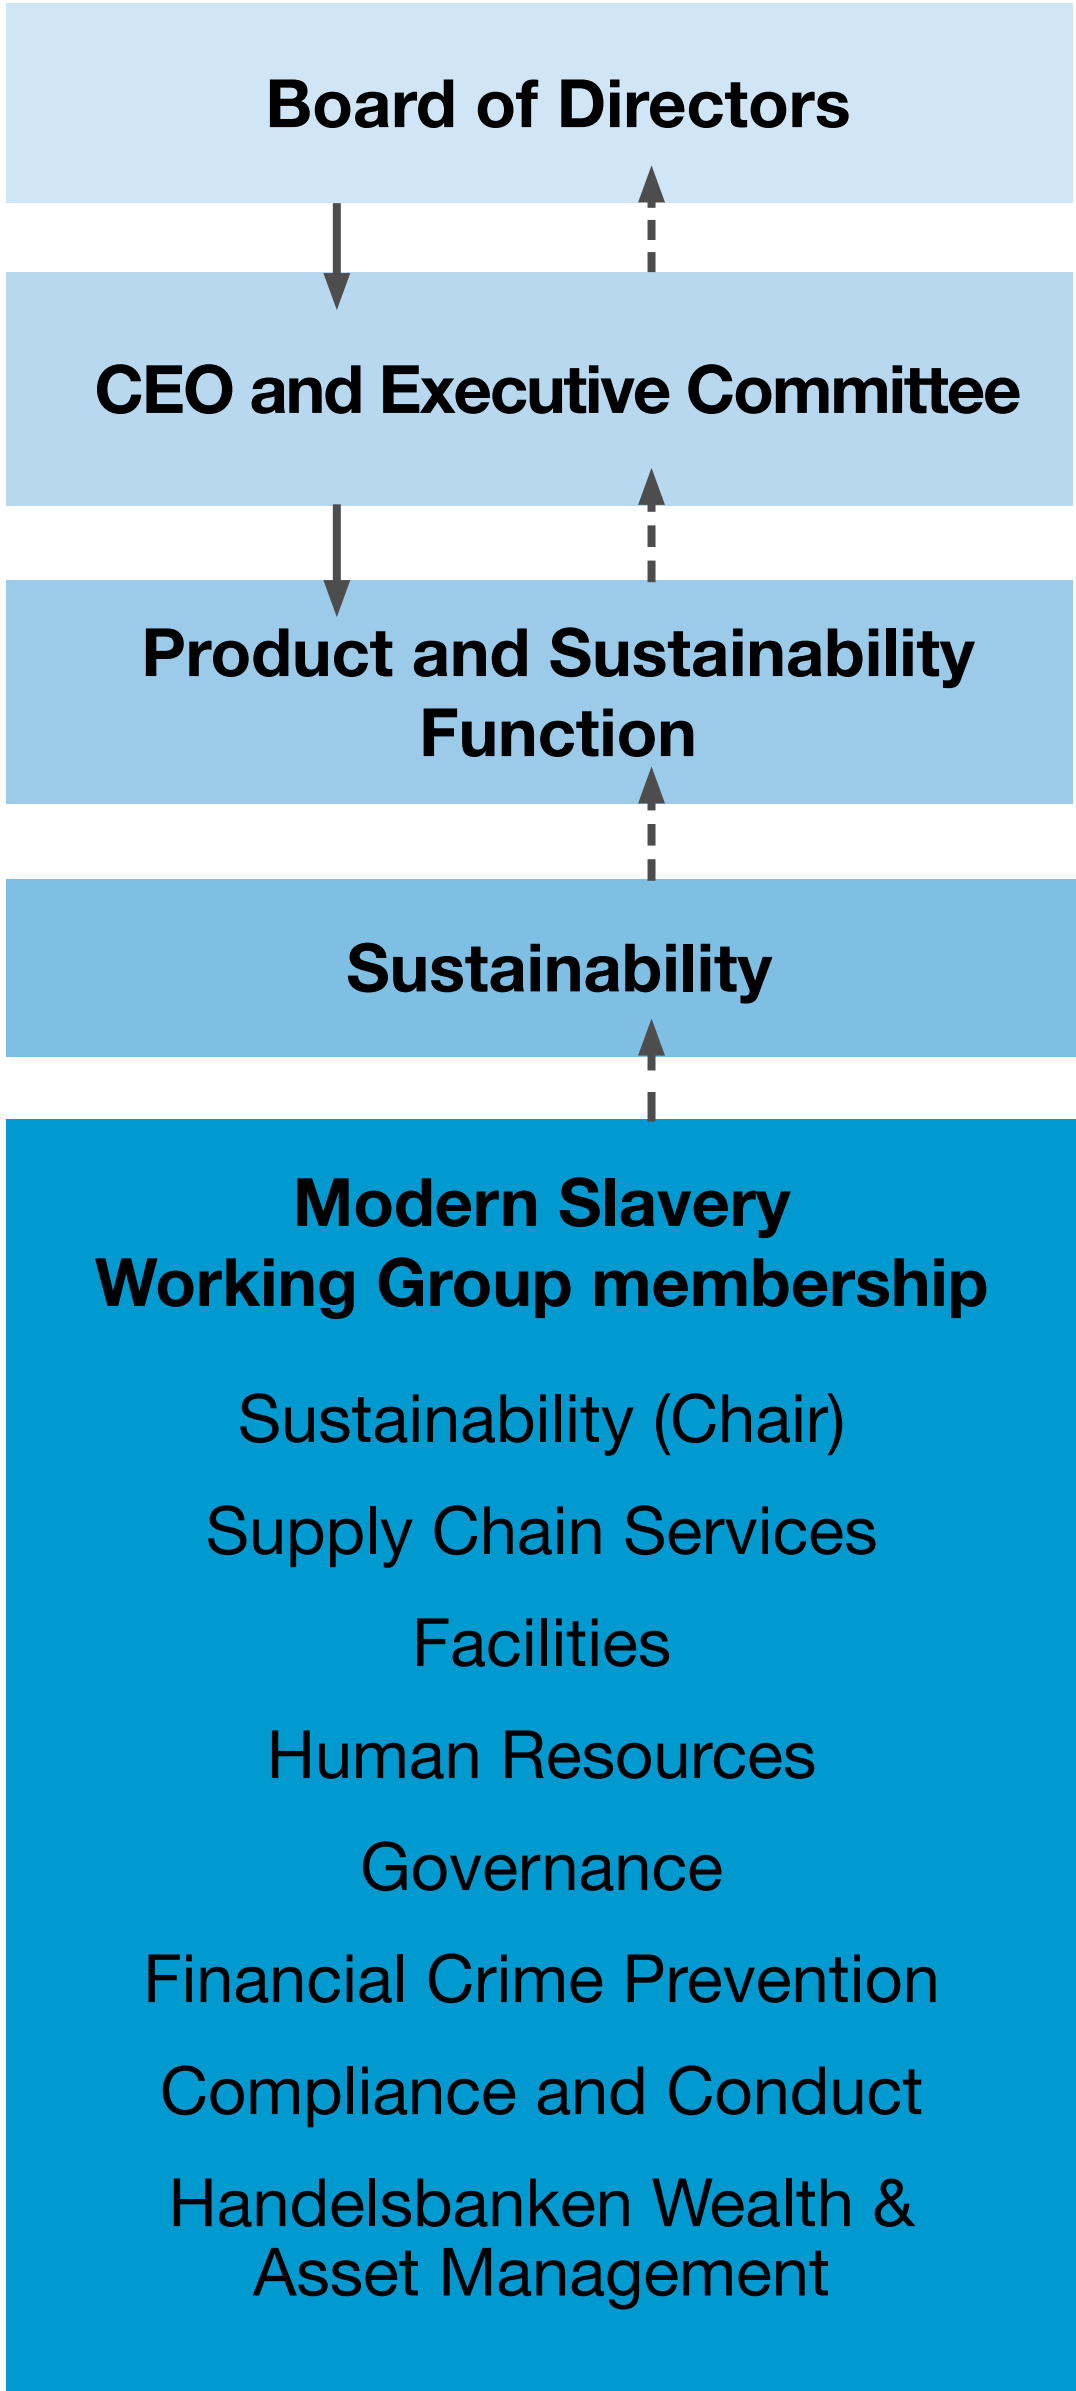 Board of Directors
CEO and Executive Committee
Product and Sustainability
Function
Sustainability
Modern Slavery
Working Group membership
Sustainability (Chair)
Supply Chain Services
Facilities
Human Resources
Governance
Financial Crime Prevention
Compliance and Conduct
Handelsbanken Wealth &
Asset Management